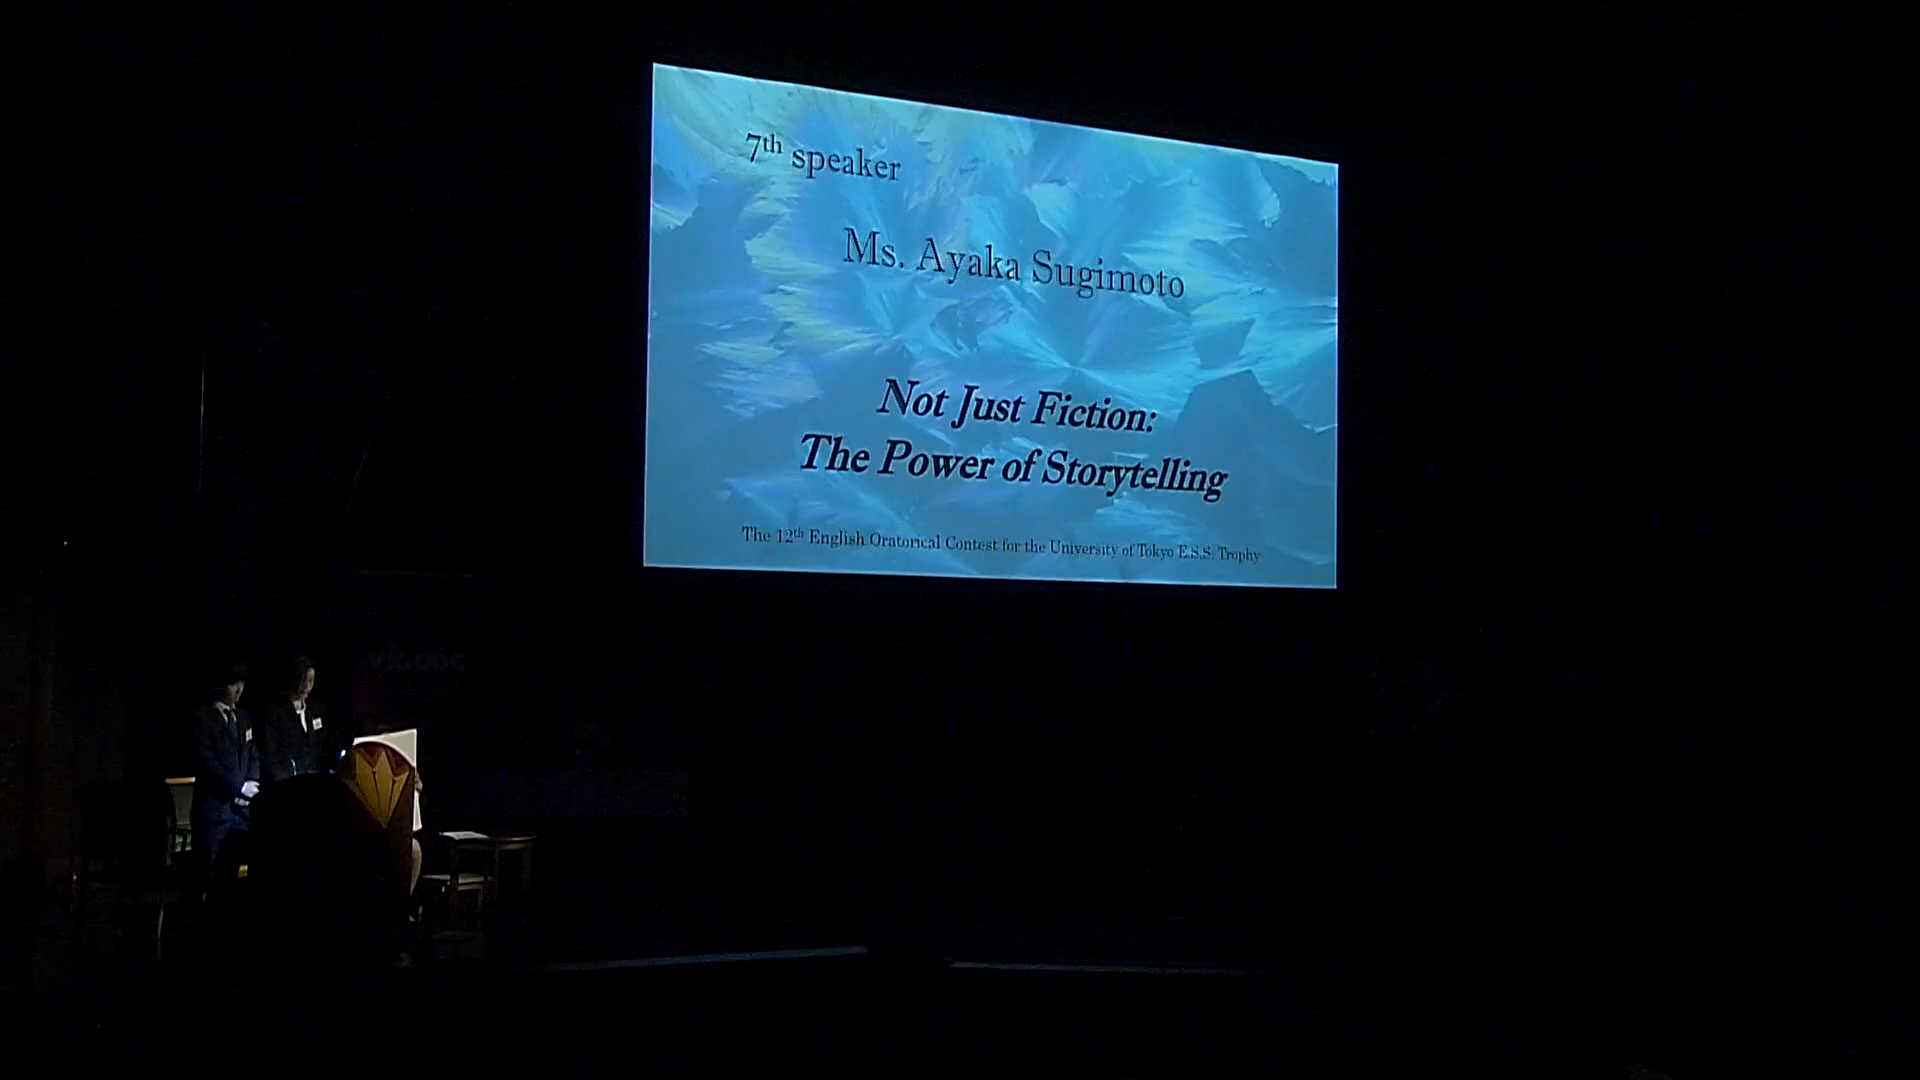 7th speaker
Ms. Ayaka Sugimoto
Not Just Fiction:
The Power of Storytelling
The 12th English Oratorical Contest for the University of Tokyo E.S.S. Trophy